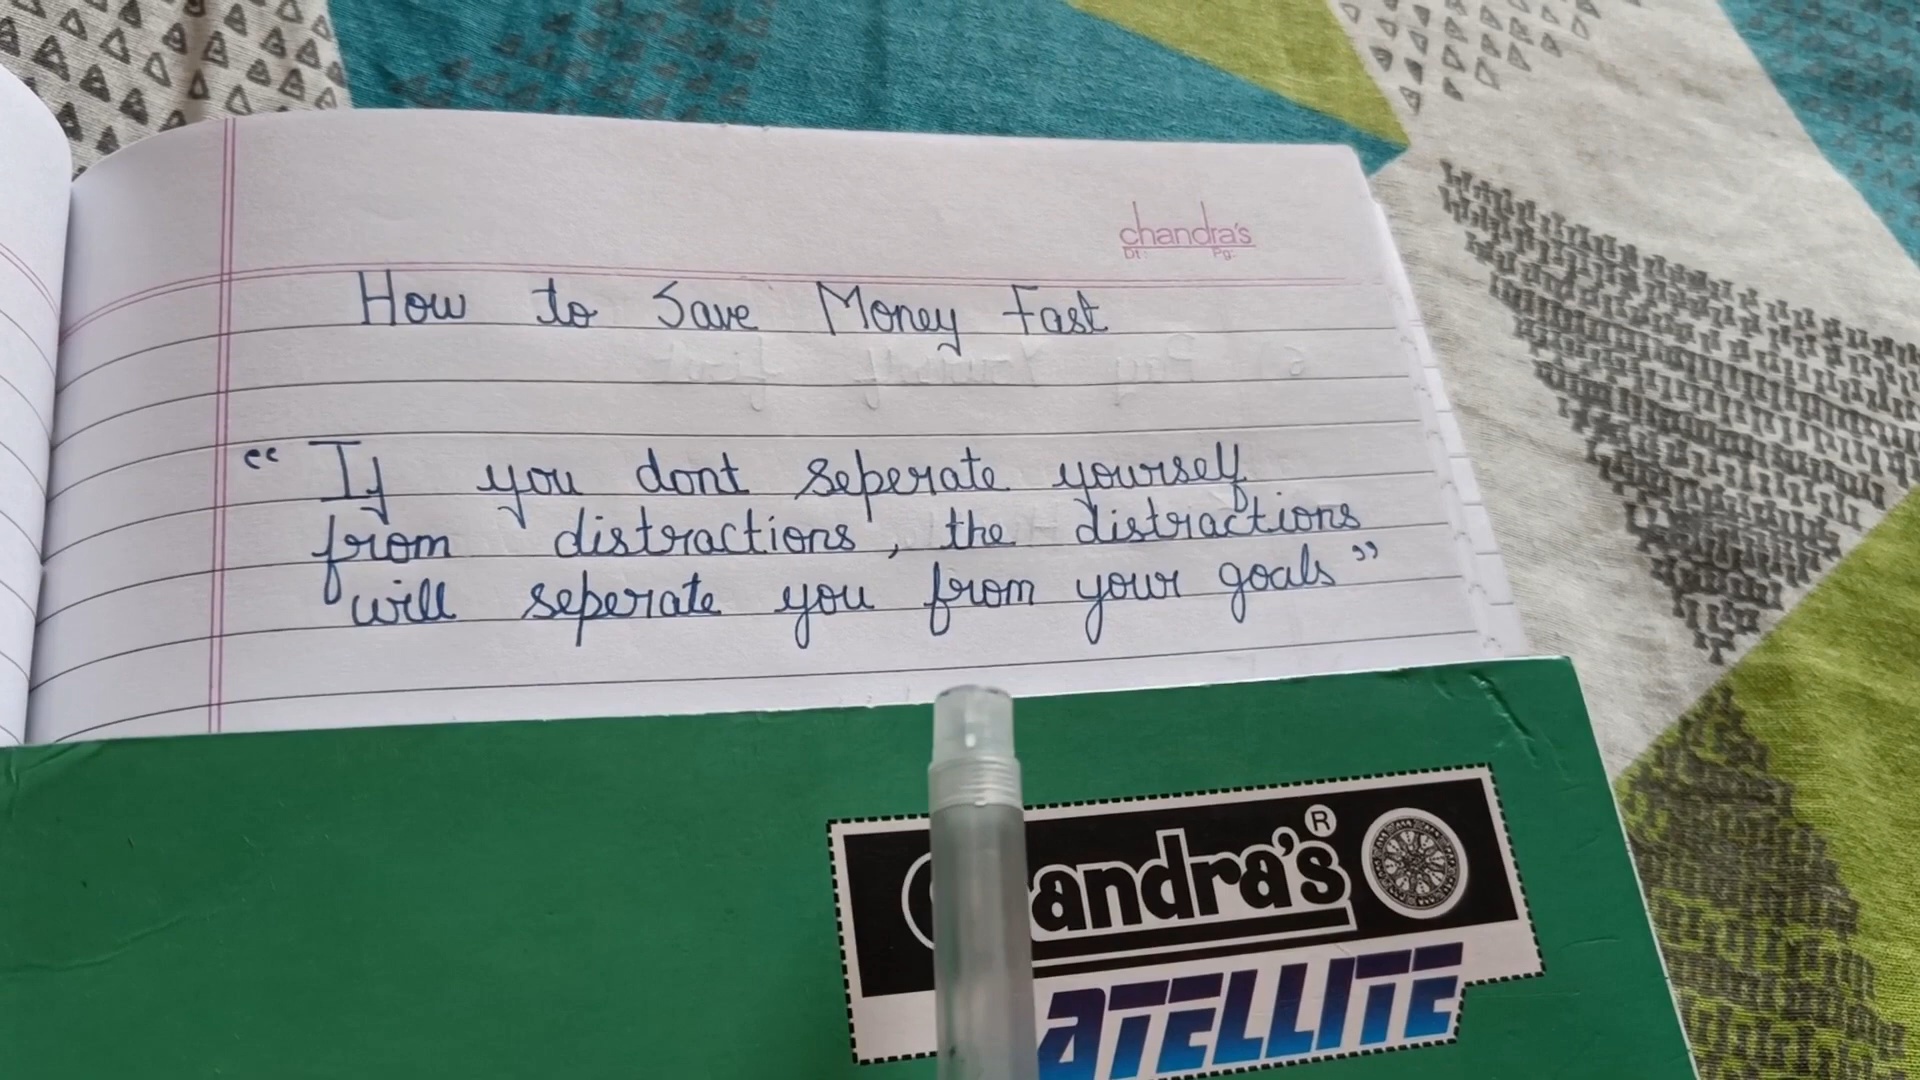 chandra's
Dt: Pg:
How to Save Money Fast
“ If you dont seperate yourself
from distractions, the distractions
will seperate you from your goals ”
andra's ®
ATELLITE